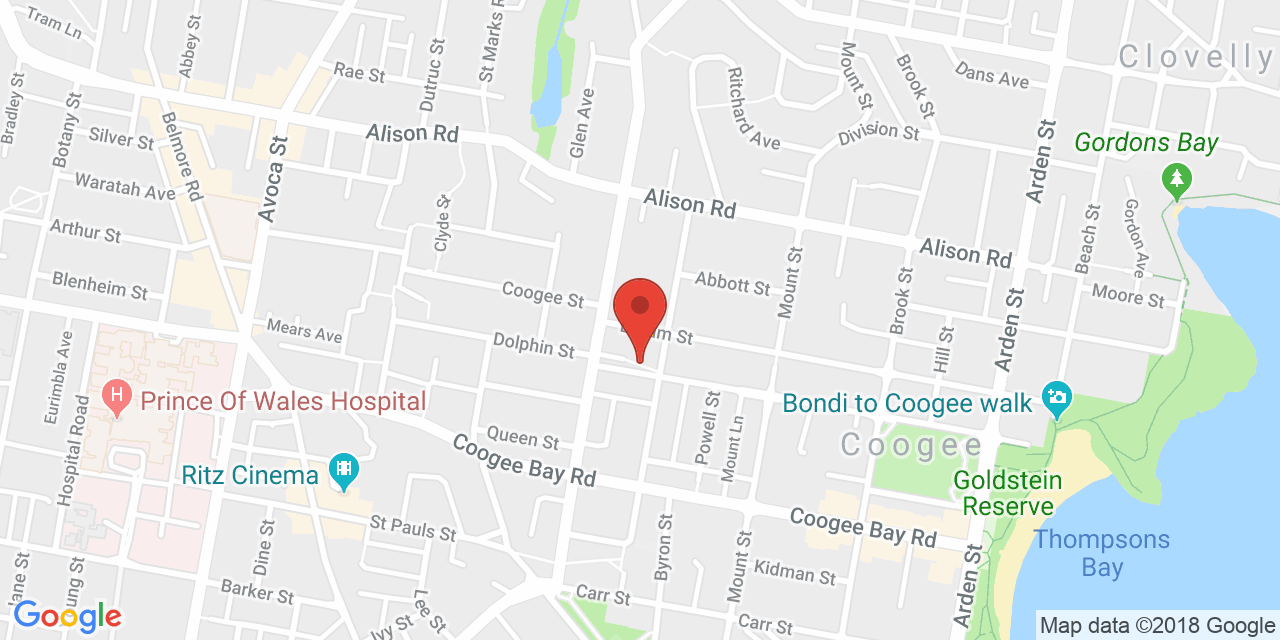 Tram Ln
Abbey St
St Marks R
Clovelly
Rae St
Dutruc St
Mount St
Brook St
Dans Ave
Bradley St
Botany St
Belmore Rd
Silver St
Alison Rd
Glen Ave
Ritchard Ave
Division St
Gordons Bay
Waratah Ave
Avoca St
Arden St
Alison Rd
Clyde St
Arthur St
Beach St
Gordon Ave
Alison Rd
Blenheim St
Coogee St
Abbott St
Mount St
Brook St
Moore St
Mears Ave
Dolphin St
Arden St
Hill St
Eurimbla Ave
H
Prince Of Wales Hospital
Bondi to Coogee walk
Hospital Road
Queen St
Powell St
Mount Ln
Coogee
Coogee Bay Rd
Ritz Cinema
Goldstein
Reserve
St Pauls St
Coogee Bay Rd
Thompsons
Bay
Dine St
Byron St
Mount St
Kidman St
Arden St
Barker St
Carr St
Lee St
Ivy St
Carr St
Google
Map data ©2018 Google